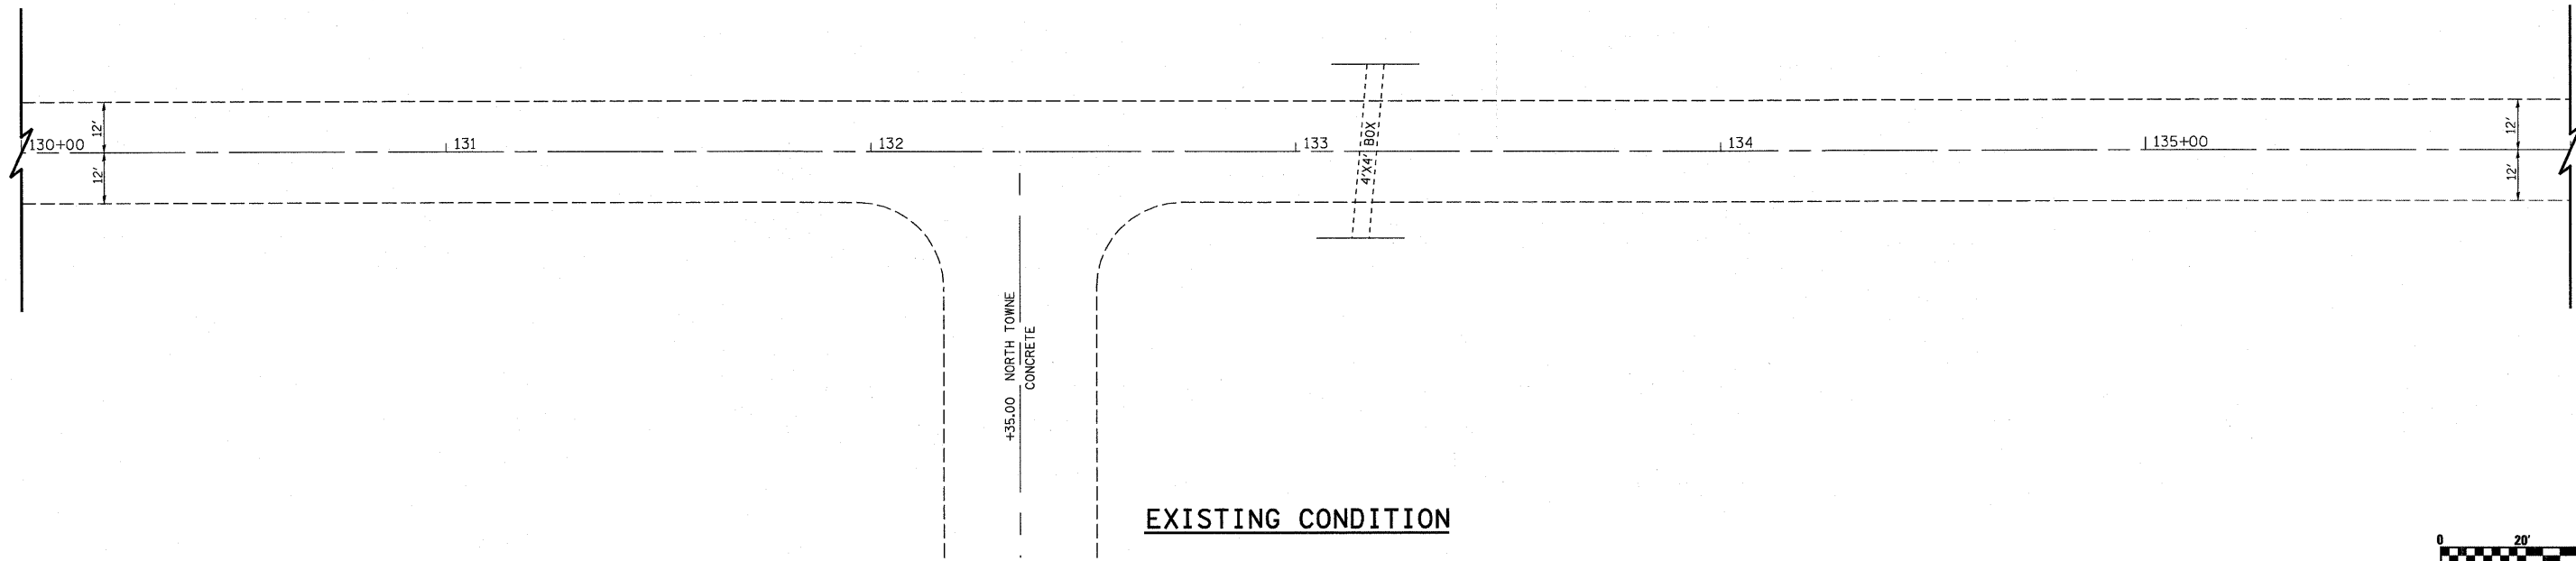 130+00
12'
12'
131
132
133
4'X4' BOX
134
135+00
12'
12'
+35.00 NORTH TOWNE
CONCRETE
EXISTING CONDITION
0 20'